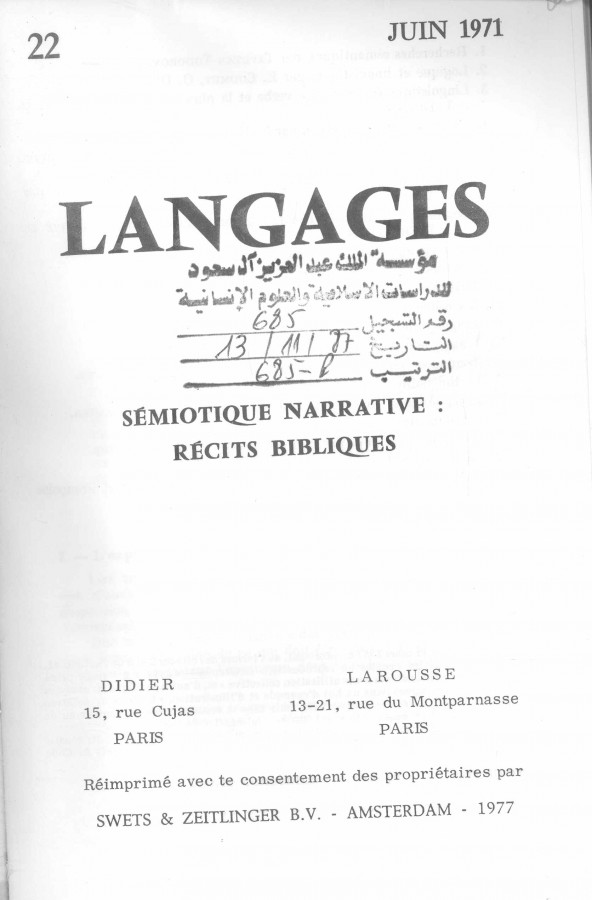 22
JUIN 1971
LANGAGES
مؤسسة الملك عبد العزيز آل سعود
للدراسات الاسلامية والعلوم الإنسانية
رقم التسجيل 685
التاريخ 13/11/87
الترتيب 685-
SÉMIOTIQUE NARRATIVE :
RÉCITS BIBLIQUES
DIDIER
15, rue Cujas
PARIS
LAROUSSE
13-21, rue du Montparnasse
PARIS
Réimprimé avec te consentement des propriétaires par
SWETS & ZEITLINGER B.V. - AMSTERDAM - 1977